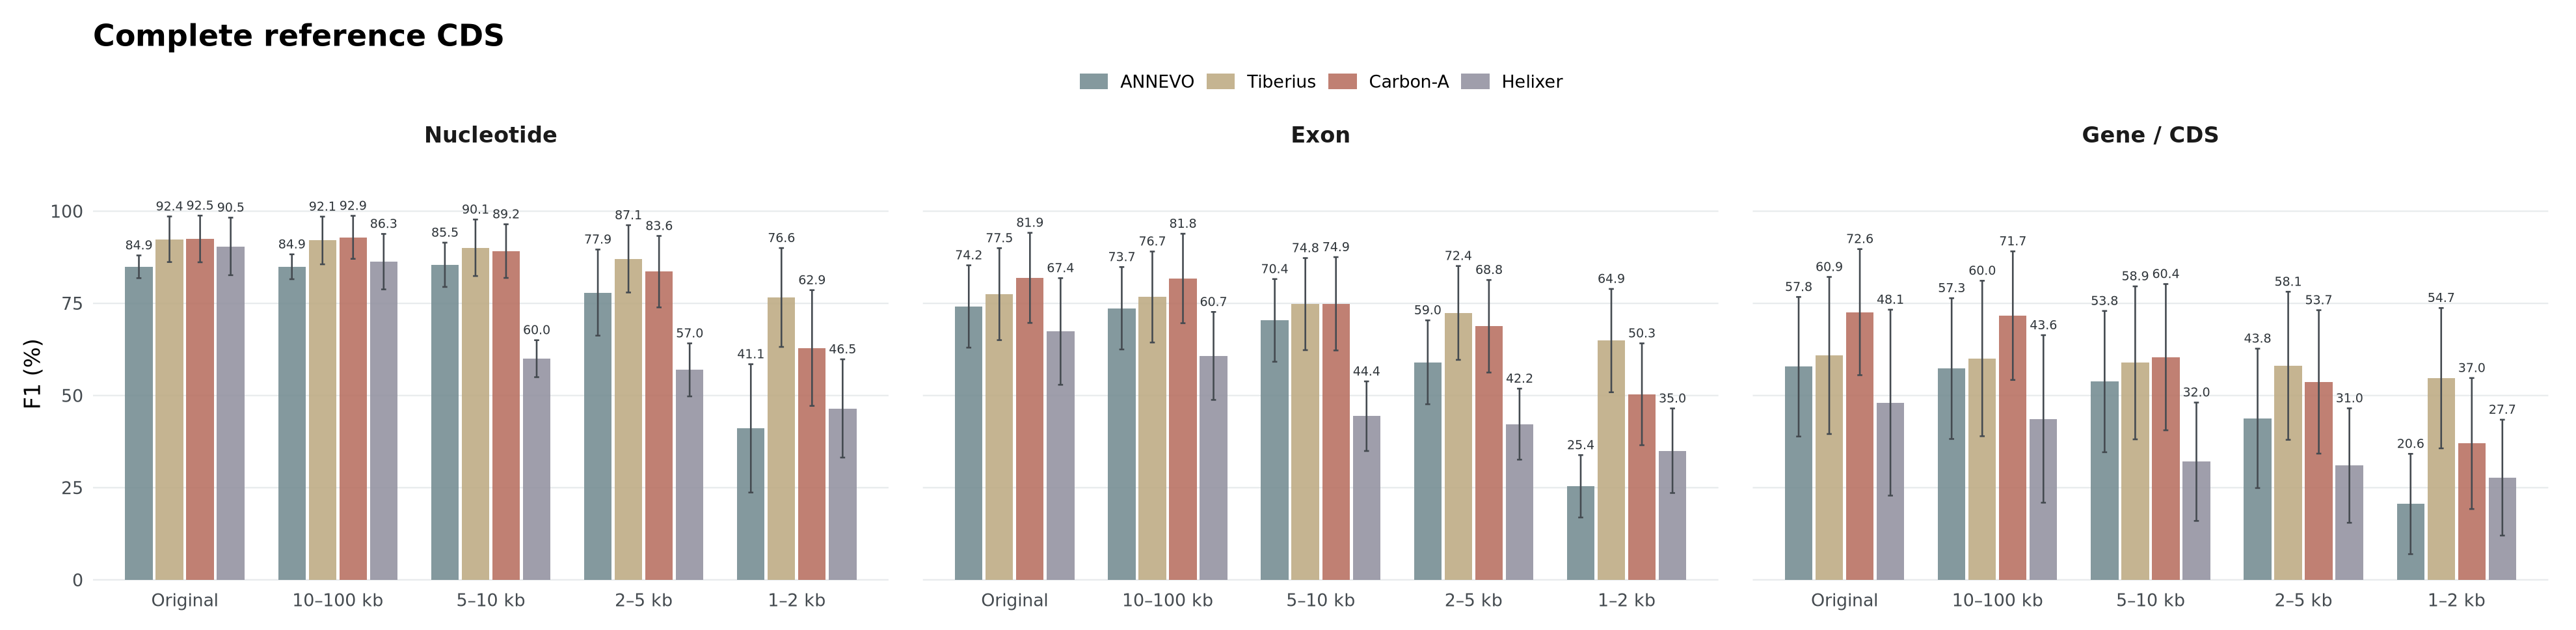 Complete reference CDS
ANNEVO Tiberius Carbon-A Helixer
Nucleotide Exon Gene / CDS
F1 (%)
100
75
50
25
0
84.9 92.4 92.5 90.5
84.9 92.1 92.9 86.3
85.5 90.1 89.2 60.0
77.9 87.1 83.6 57.0
41.1 76.6 62.9 46.5
Original 10–100 kb 5–10 kb 2–5 kb 1–2 kb
74.2 77.5 81.9 67.4
73.7 76.7 81.8 60.7
70.4 74.8 74.9 44.4
59.0 72.4 68.8 42.2
25.4 64.9 50.3 35.0
Original 10–100 kb 5–10 kb 2–5 kb 1–2 kb
57.8 60.9 72.6 48.1
57.3 60.0 71.7 43.6
53.8 58.9 60.4 32.0
43.8 58.1 53.7 31.0
20.6 54.7 37.0 27.7
Original 10–100 kb 5–10 kb 2–5 kb 1–2 kb